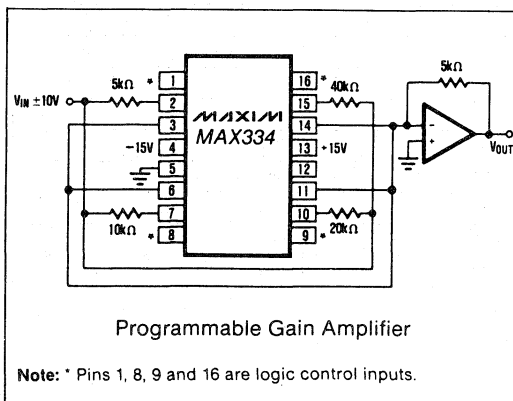 5kΩ * 1 16 * 40kΩ 5kΩ
VIN ±10V 2 15
3 MAXIM 14 -
MAX334
-15V 4 13 +15V +
5 12 VOUT
6 11
7 10
10kΩ * 8 9 * 20kΩ
Programmable Gain Amplifier
Note: * Pins 1, 8, 9 and 16 are logic control inputs.